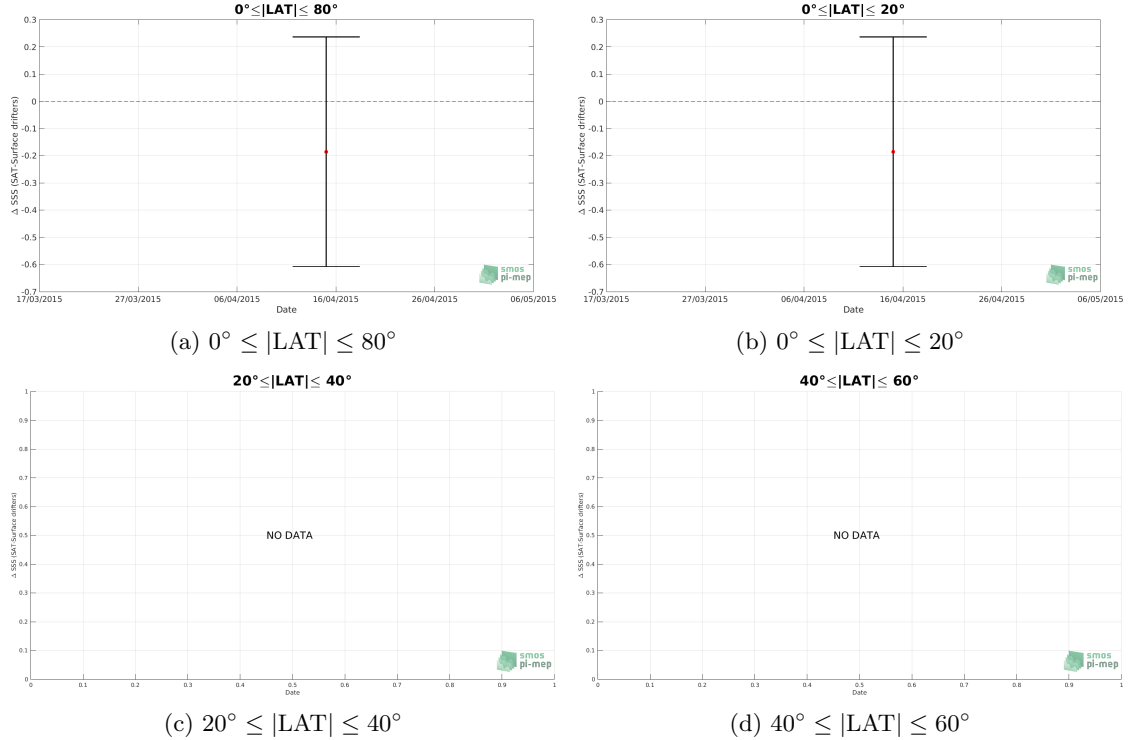 0°≤|LAT|≤ 80°
0.3
0.2
0.1
0
-0.1
-0.2
-0.3
-0.4
-0.5
-0.6
-0.7
Δ SSS (SAT-Surface drifters)
17/03/2015 27/03/2015 06/04/2015 16/04/2015 26/04/2015 06/05/2015
Date
smos
pi-mep
(a) 0° ≤ |LAT| ≤ 80°
0°≤|LAT|≤ 20°
0.3
0.2
0.1
0
-0.1
-0.2
-0.3
-0.4
-0.5
-0.6
-0.7
Δ SSS (SAT-Surface drifters)
17/03/2015 27/03/2015 06/04/2015 16/04/2015 26/04/2015 06/05/2015
Date
smos
pi-mep
(b) 0° ≤ |LAT| ≤ 20°
20°≤|LAT|≤ 40°
1
0.9
0.8
0.7
0.6
0.5
0.4
0.3
0.2
0.1
0
Δ SSS (SAT-Surface drifters)
NO DATA
smos
pi-mep
0 0.1 0.2 0.3 0.4 0.5 0.6 0.7 0.8 0.9 1
Date
(c) 20° ≤ |LAT| ≤ 40°
40°≤|LAT|≤ 60°
1
0.9
0.8
0.7
0.6
0.5
0.4
0.3
0.2
0.1
0
Δ SSS (SAT-Surface drifters)
NO DATA
smos
pi-mep
0 0.1 0.2 0.3 0.4 0.5 0.6 0.7 0.8 0.9 1
Date
(d) 40° ≤ |LAT| ≤ 60°